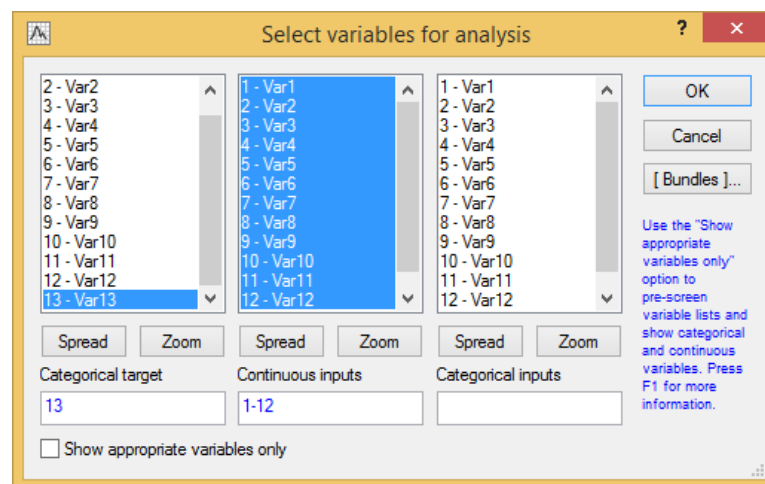 Select variables for analysis
?
×
2 - Var2
3 - Var3
4 - Var4
5 - Var5
6 - Var6
7 - Var7
8 - Var8
9 - Var9
10 - Var10
11 - Var11
12 - Var12
13 - Var13
1 - Var1
2 - Var2
3 - Var3
4 - Var4
5 - Var5
6 - Var6
7 - Var7
8 - Var8
9 - Var9
10 - Var10
11 - Var11
12 - Var12
1 - Var1
2 - Var2
3 - Var3
4 - Var4
5 - Var5
6 - Var6
7 - Var7
8 - Var8
9 - Var9
10 - Var10
11 - Var11
12 - Var12
Spread Zoom
Spread Zoom
Spread Zoom
Categorical target
13
Continuous inputs
1-12
Categorical inputs
Show appropriate variables only
OK
Cancel
[ Bundles ]...
Use the "Show
appropriate
variables only"
option to
pre-screen
variable lists and
show categorical
and continuous
variables. Press
F1 for more
information.